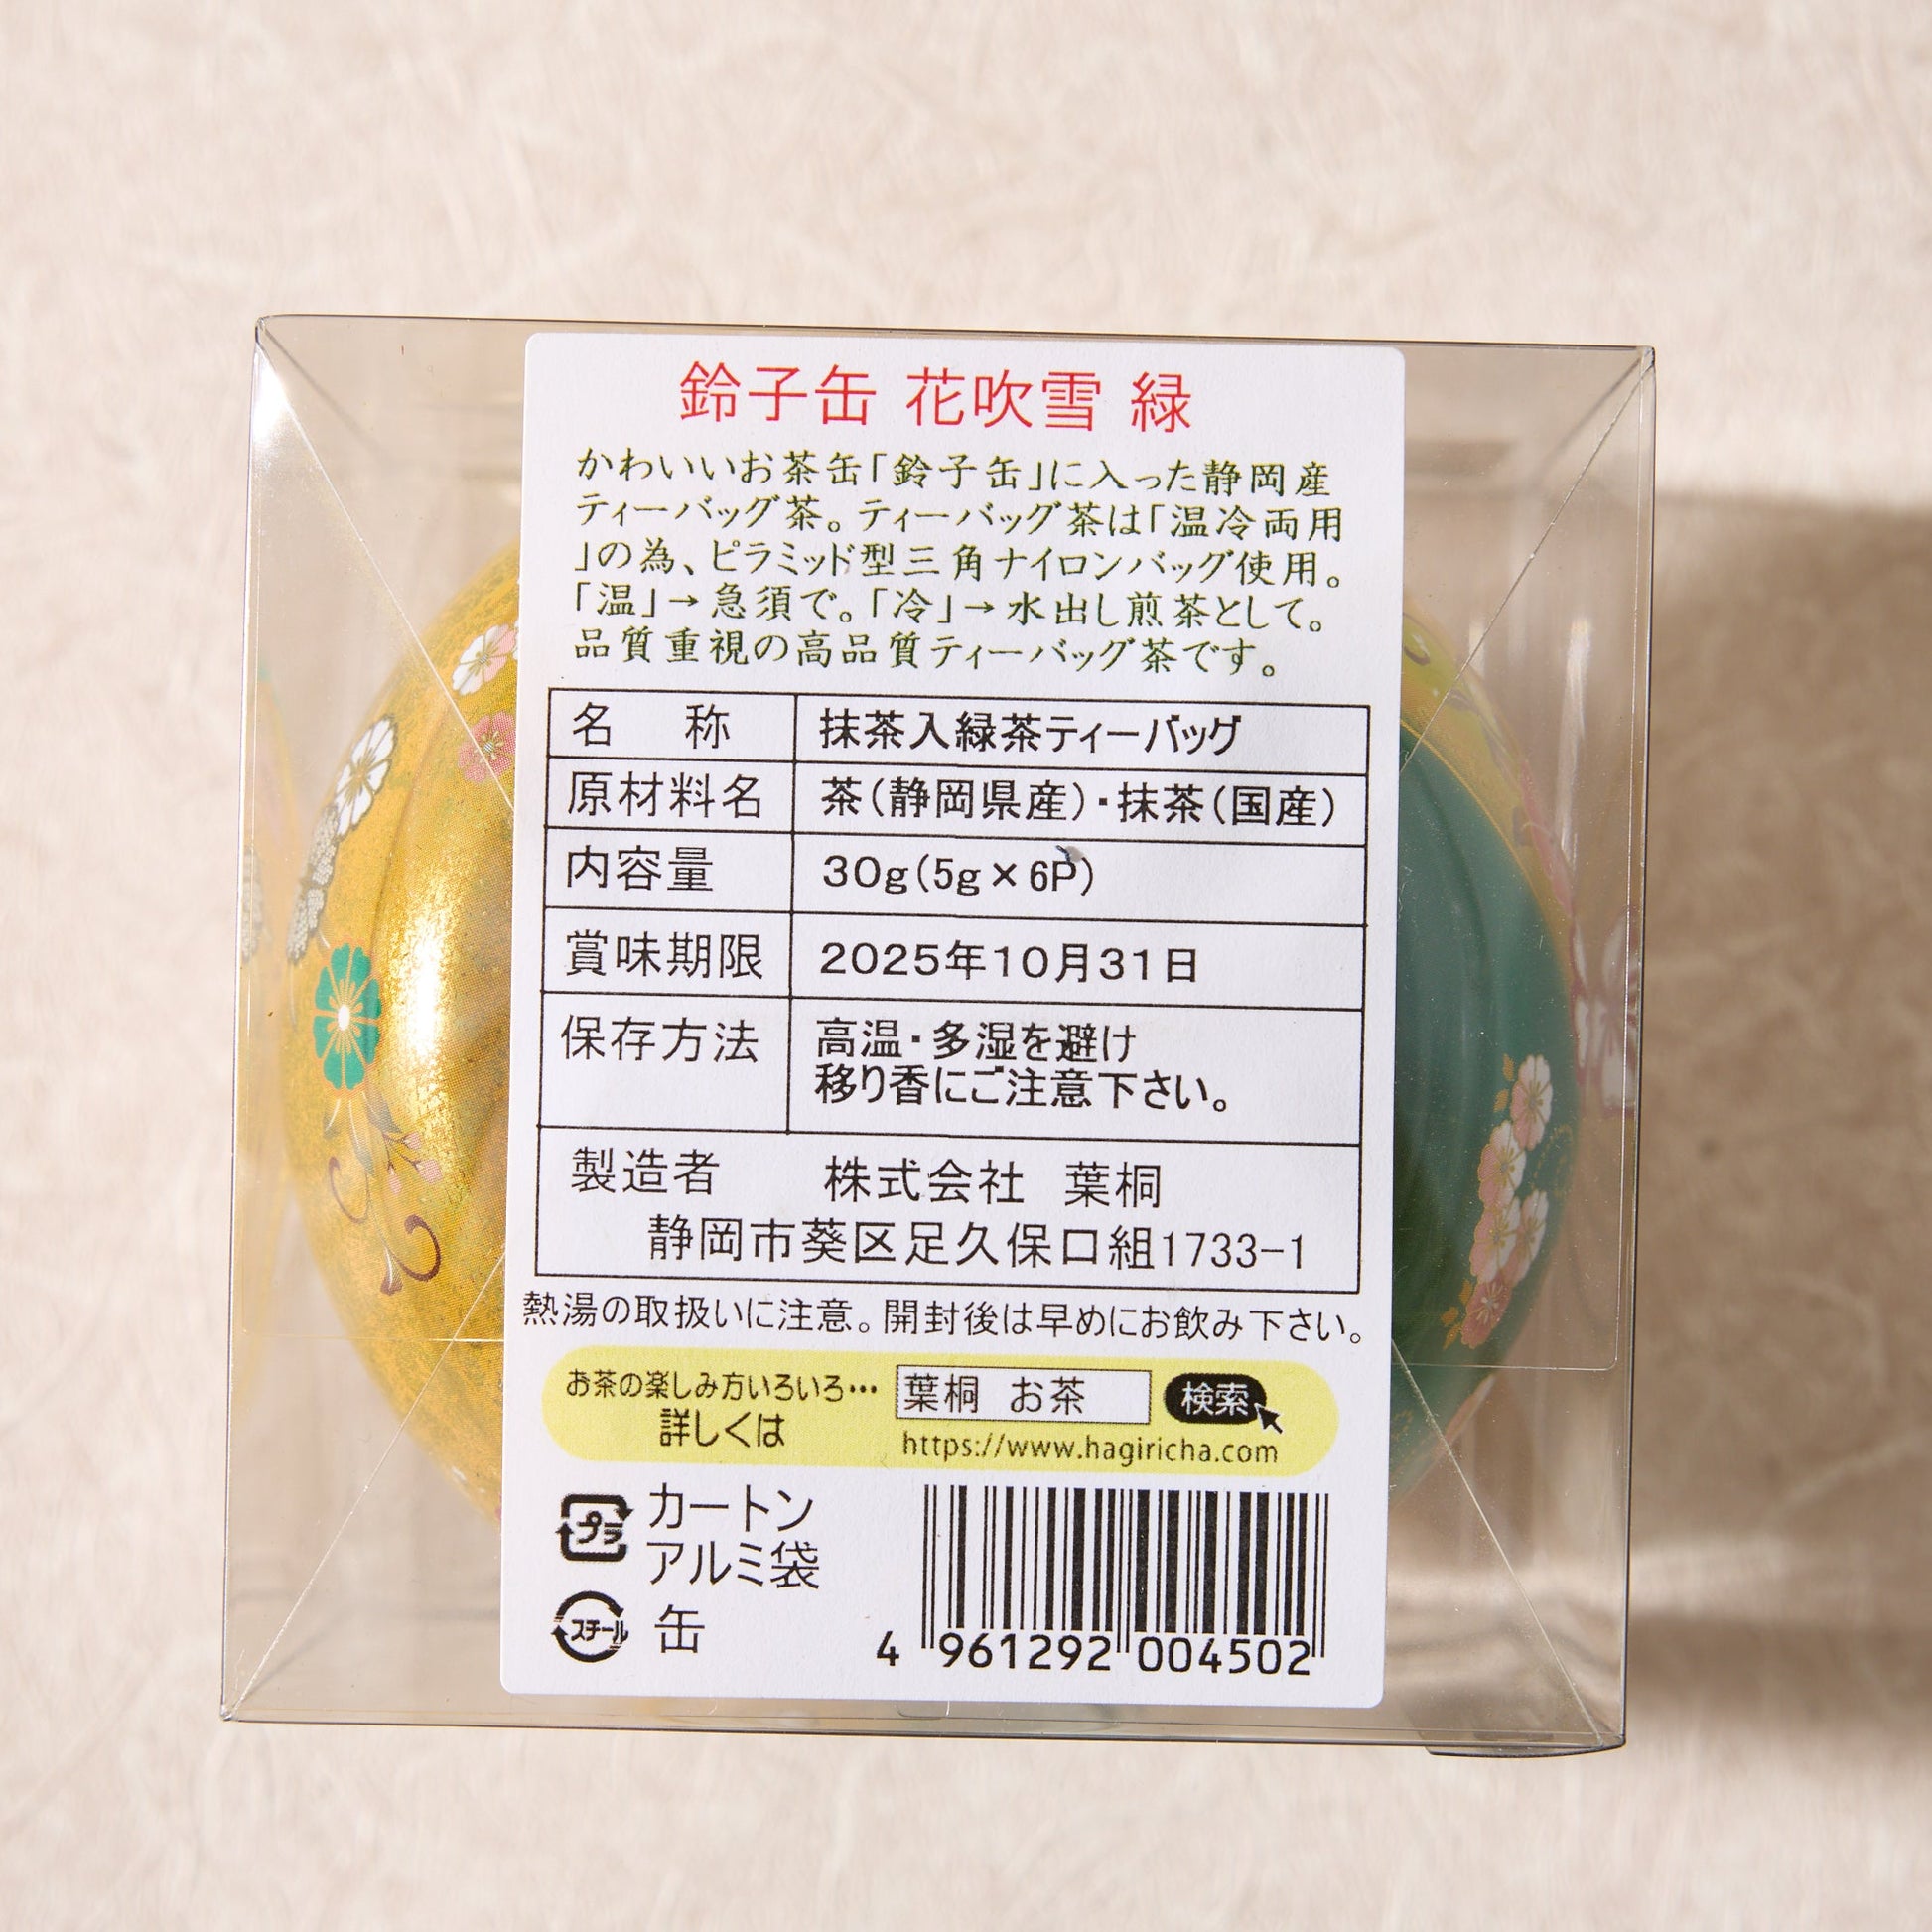 鈴子缶 花吹雪 緑
かわいいお茶缶「鈴子缶」に入った静岡産
ティーバッグ茶。ティーバッグ茶は「温冷両用
」の為、ピラミッド型三角ナイロンバッグ使用。
「温」→急須で。「冷」→水出し煎茶として。
品質重視の高品質ティーバッグ茶です。
名 称 抹茶入緑茶ティーバッグ
原材料名 茶(静岡県産)・抹茶(国産)
内容量 30g(5g×6P)
賞味期限 2025年10月31日
保存方法 高温・多湿を避け
移り香にご注意下さい。
製造者 株式会社 葉桐
静岡市葵区足久保口組1733-1
熱湯の取扱いに注意。開封後は早めにお飲み下さい。
お茶の楽しみ方いろいろ… 葉桐 お茶 検索
詳しくは https://www.hagiricha.com
プラ カートン
アルミ袋
スチール 缶
4 961292 004502